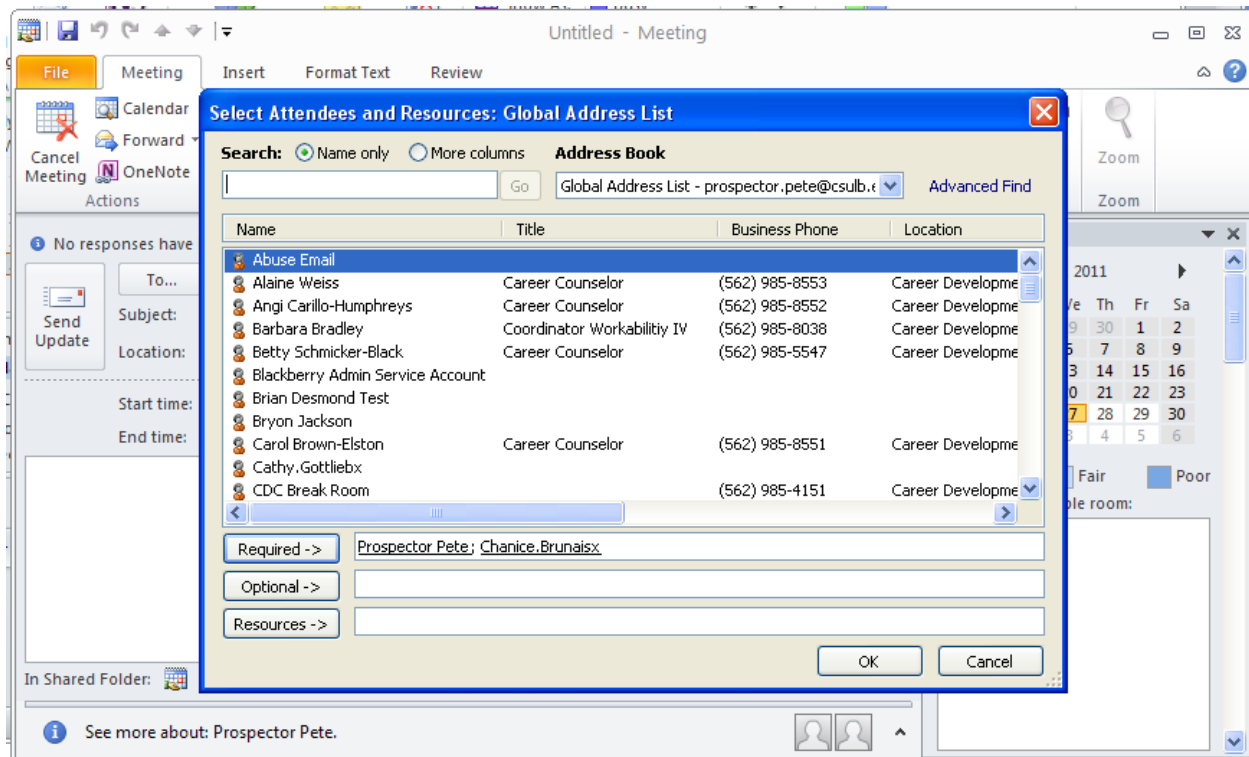 Untitled - Meeting
File Meeting Insert Format Text Review
Cancel Meeting
Calendar
Forward
OneNote
Actions
Zoom
Zoom
No responses have
Send Update
To...
Subject:
Location:
Start time:
End time:
In Shared Folder:
See more about: Prospector Pete.
Select Attendees and Resources: Global Address List
Search: Name only More columns Address Book
Go Global Address List - prospector.pete@csulb.e Advanced Find
Name Title Business Phone Location
Abuse Email
Alaine Weiss Career Counselor (562) 985-8553 Career Developme
Angi Carillo-Humphreys Career Counselor (562) 985-8552 Career Developme
Barbara Bradley Coordinator Workabilitiy IV (562) 985-8038 Career Developme
Betty Schmicker-Black Career Counselor (562) 985-5547 Career Developme
Blackberry Admin Service Account
Brian Desmond Test
Bryon Jackson
Carol Brown-Elston Career Counselor (562) 985-8551 Career Developme
Cathy.Gottliebx
CDC Break Room (562) 985-4151 Career Developme
Required -> Prospector Pete; Chanice.Brunaisx
Optional ->
Resources ->
OK Cancel
2011
Th Fr Sa
30 1 2
7 8 9
14 15 16
21 22 23
28 29 30
4 5 6
Fair Poor
room: